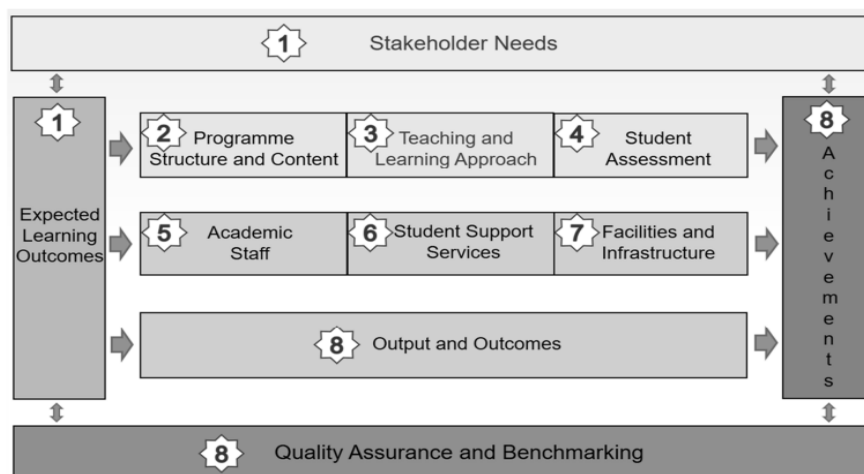 1 Stakeholder Needs
1
Expected
Learning
Outcomes
2 Programme
Structure and Content
3 Teaching and
Learning Approach
4 Student
Assessment
5 Academic
Staff
6 Student Support
Services
7 Facilities and
Infrastructure
8 Output and Outcomes
8
Achievements
8 Quality Assurance and Benchmarking